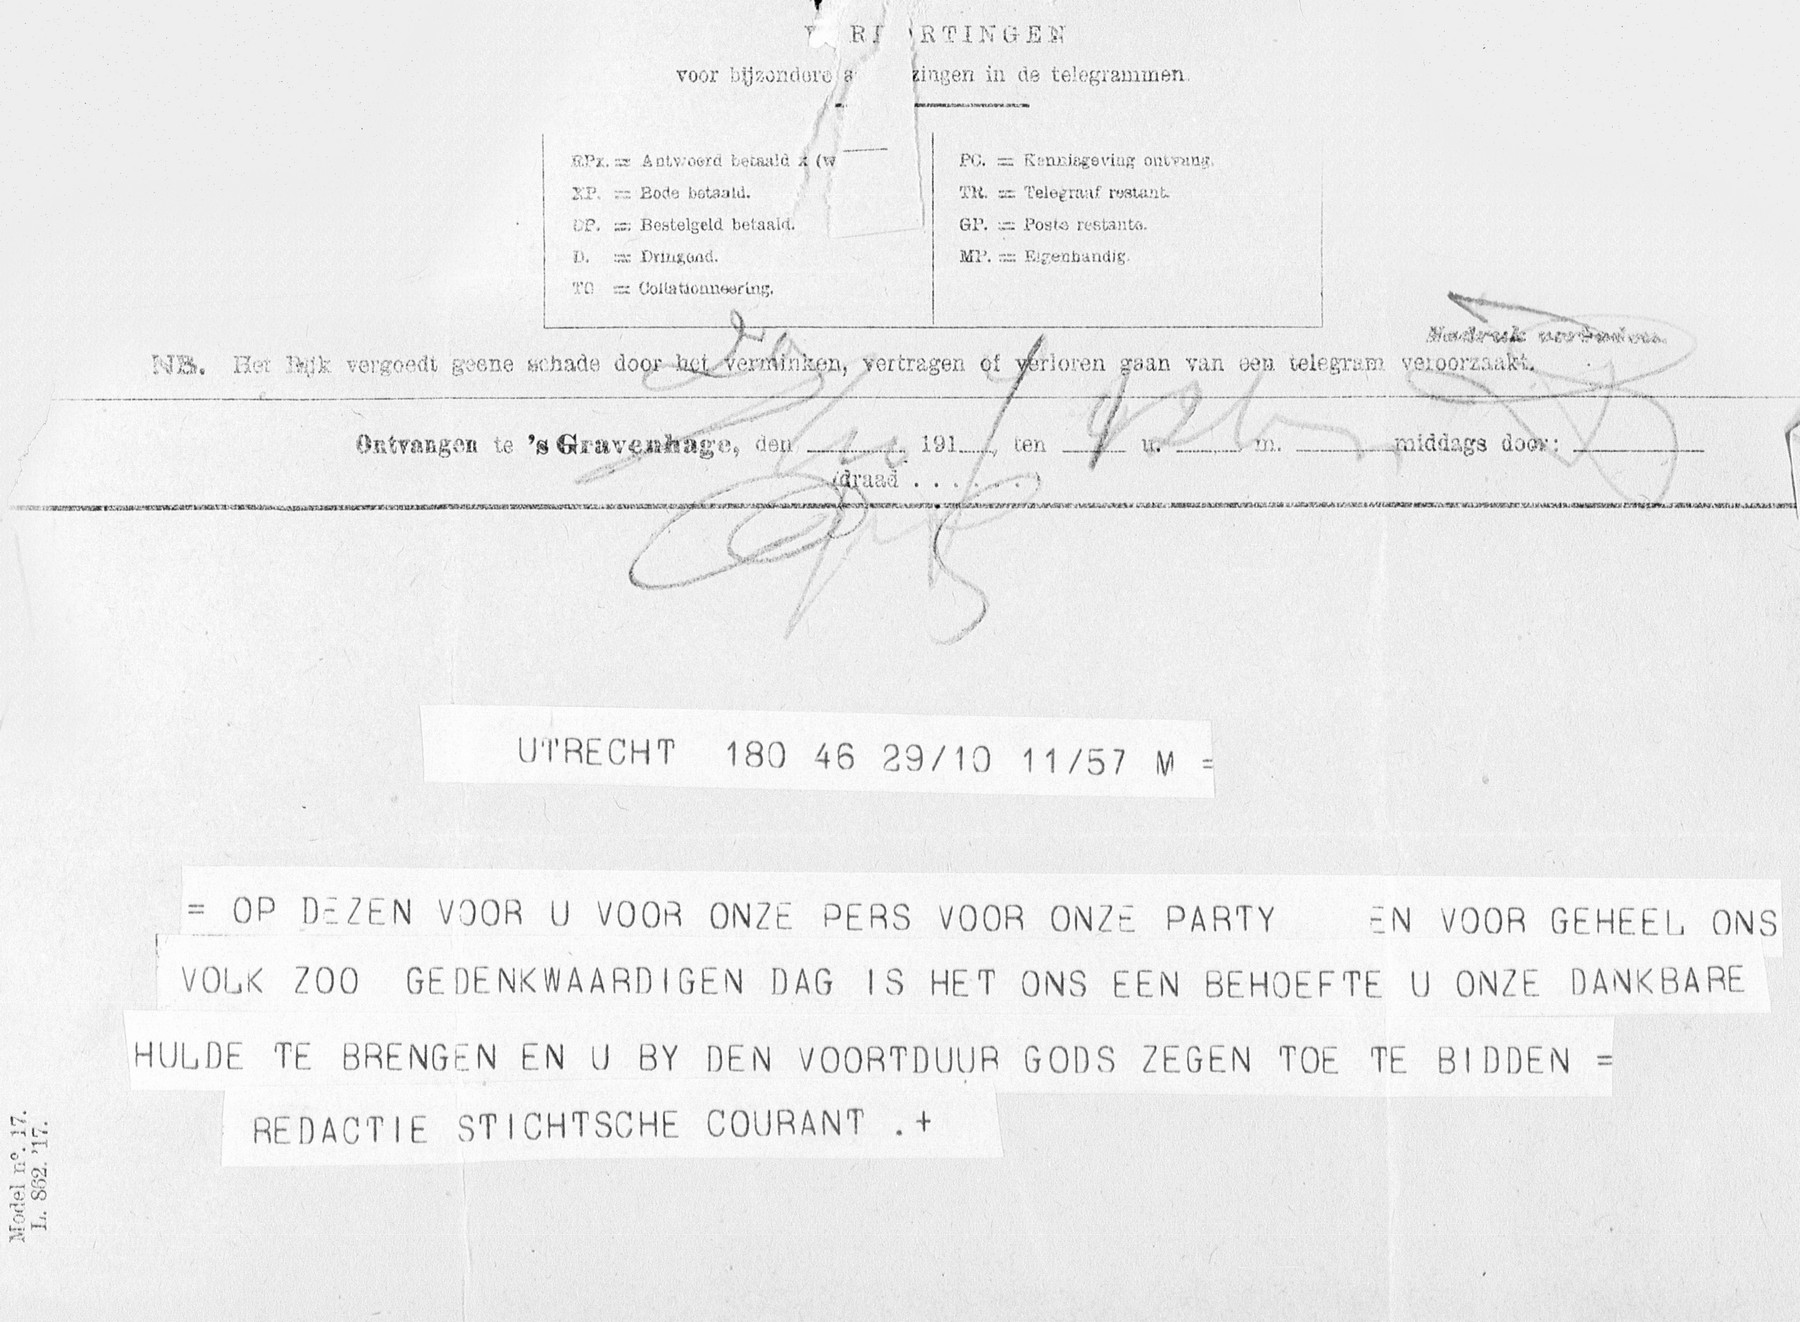 voor bijzondere in de telegrammen.
RPx. = Antwoord betaald x (w
XP. = Bode betaald.
DP. = Bestelgeld betaald.
D. = Dringend.
TC = Collationneering.
PC. = Kennisgeving ontvang.
TR. = Telegraaf restant.
GP. = Poste restante.
MP. = Eigenhandig.
Nadruk verboden.
NB. Het Rijk vergoedt geene schade door het verminken, vertragen of verloren gaan van een telegram veroorzaakt.
Ontvangen te 's Gravenhage, den 191 , ten u. m. middags door:
(draad . . . . . . . )
UTRECHT 180 46 29/10 11/57 M =
= OP DEZEN VOOR U VOOR ONZE PERS VOOR ONZE PARTY EN VOOR GEHEEL ONS
VOLK ZOO GEDENKWAARDIGEN DAG IS HET ONS EEN BEHOEFTE U ONZE DANKBARE
HULDE TE BRENGEN EN U BY DEN VOORTDUUR GODS ZEGEN TOE TE BIDDEN =
REDACTIE STICHTSCHE COURANT . +
Model nº. 17.
L. 862. '17.